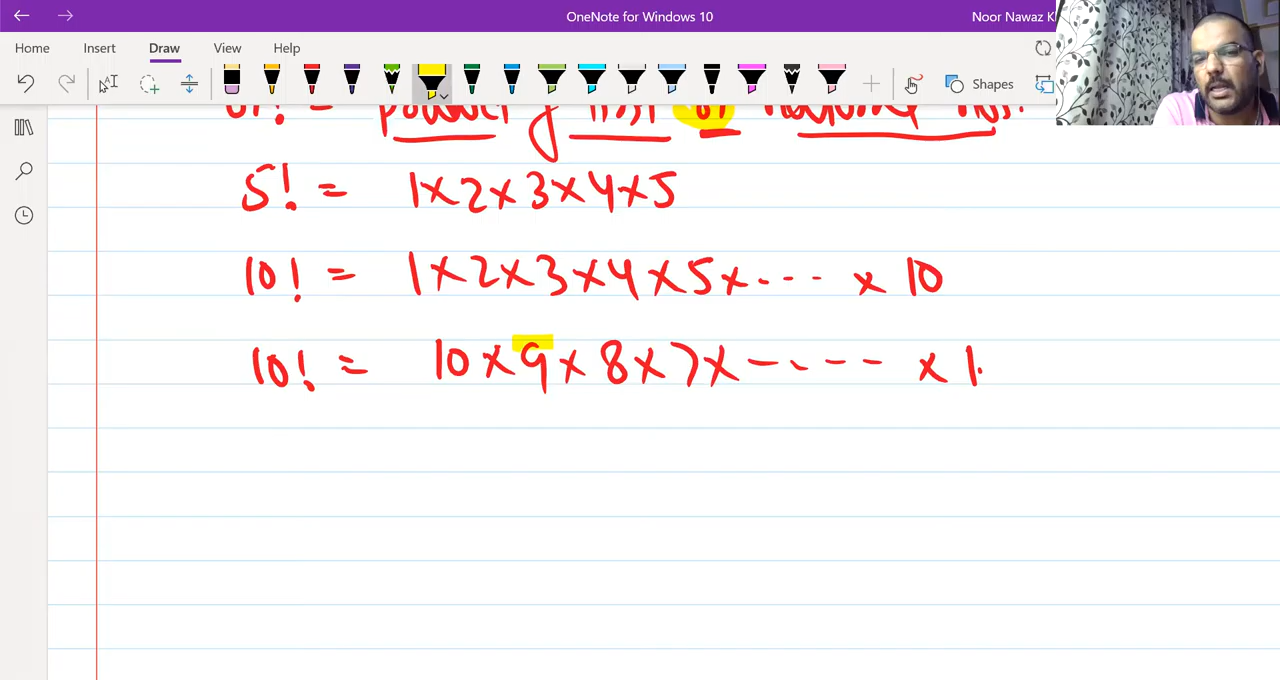 OneNote for Windows 10
Noor Nawaz K
Home Insert Draw View Help
Shapes
5! = 1×2×3×4×5
10! = 1×2×3×4×5×--- × 10
10! = 10×9×8×7×----- ×1.